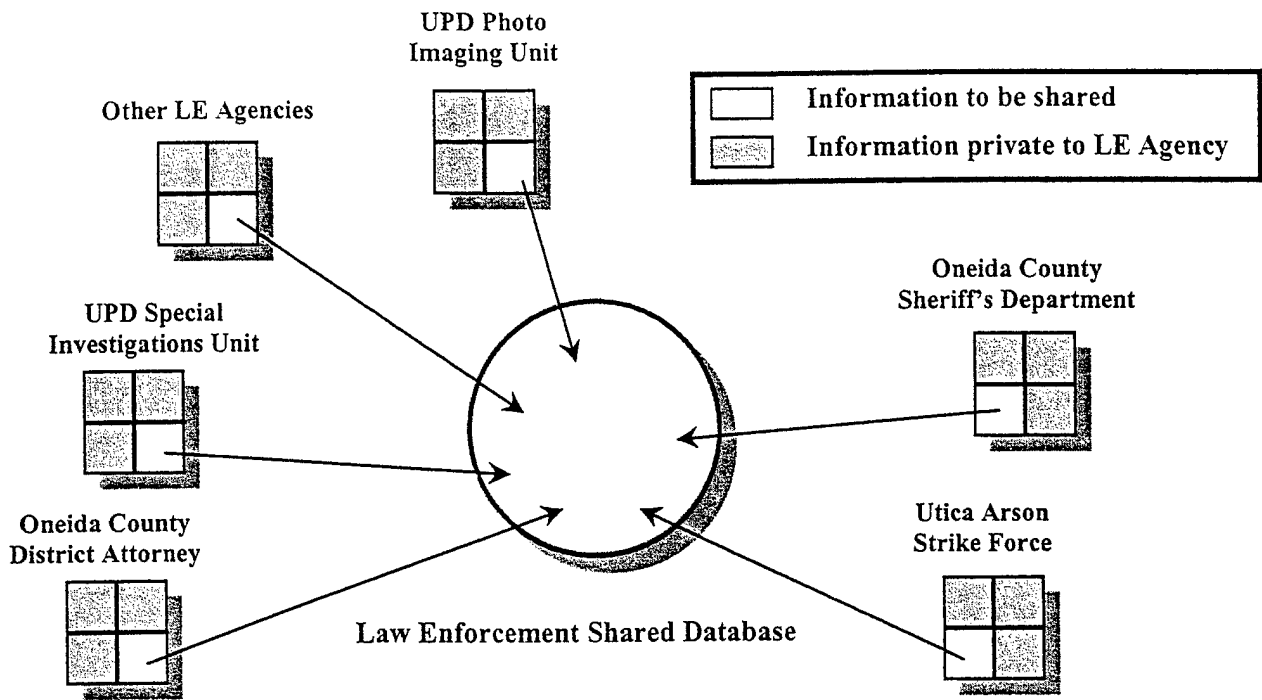 UPD Photo
Imaging Unit
Information to be shared
Information private to LE Agency
Other LE Agencies
Oneida County
Sheriff's Department
UPD Special
Investigations Unit
Oneida County
District Attorney
Utica Arson
Strike Force
Law Enforcement Shared Database